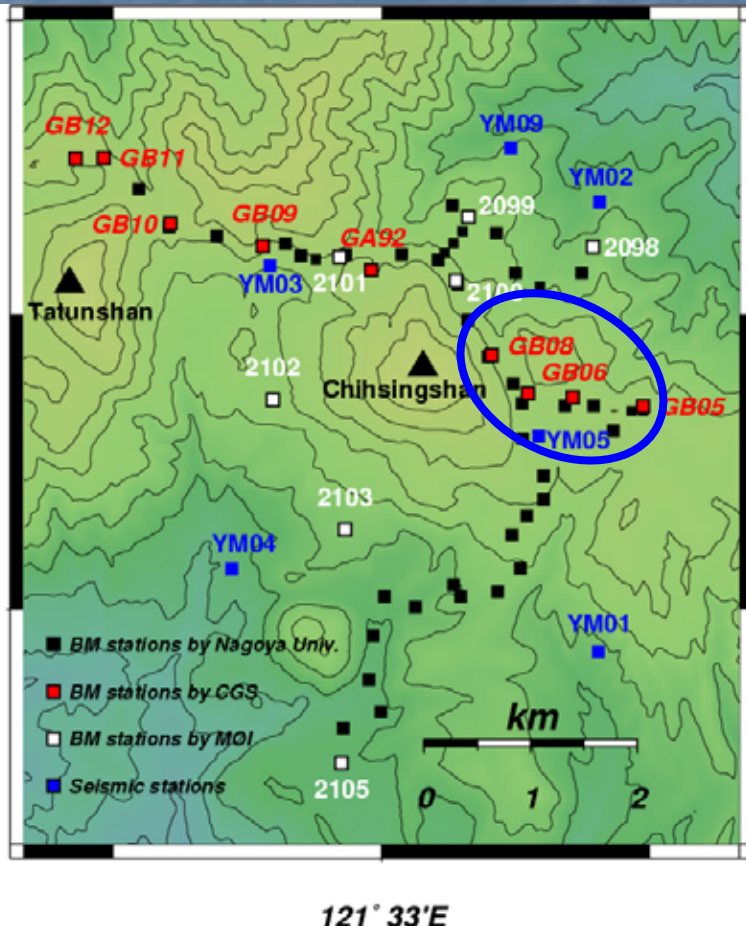 YM09
GB12
GB11
YM02
2099
GB10
GB09
GA92
2098
YM03
2101
2100
Tatunshan
GB08
2102
Chihsingshan
GB06
GB05
YM05
2103
YM04
YM01
BM stations by Nagoya Univ.
BM stations by CGS
km
BM stations by MOI
Seismic stations
0 1 2
2105
121° 33'E